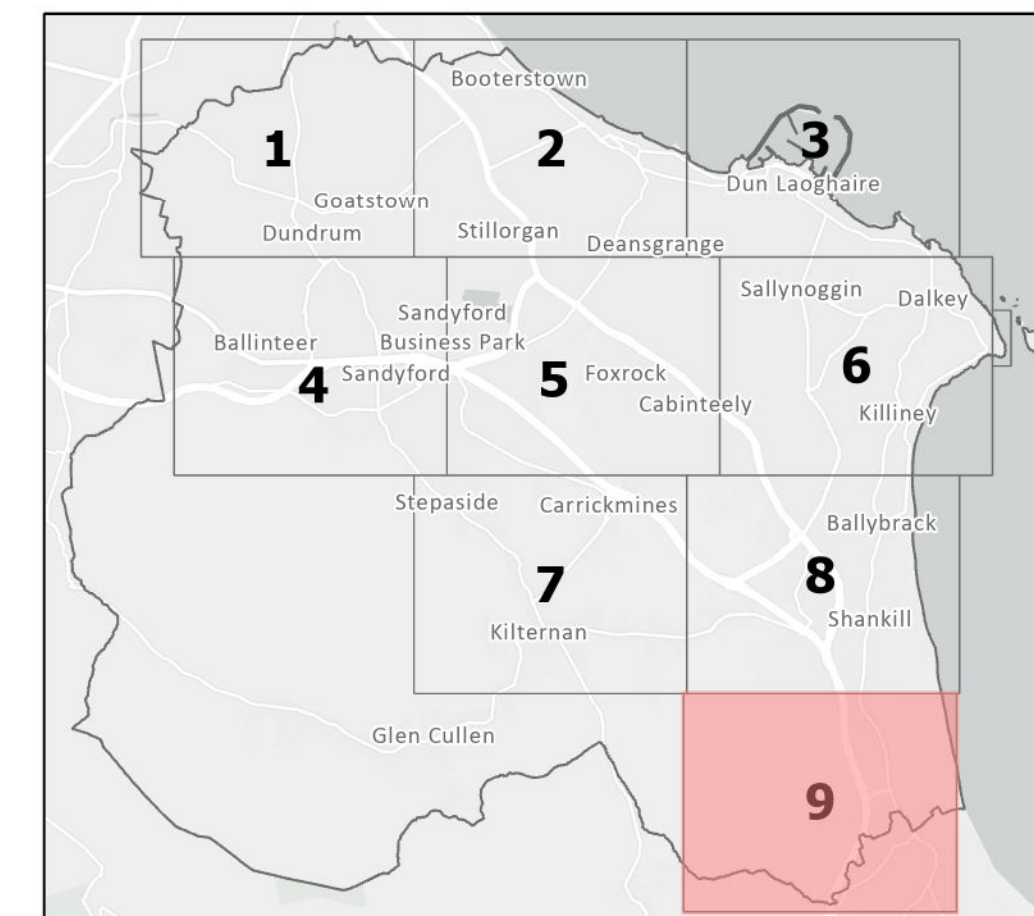 Booterstown
1
2
3
Dun Laoghaire
Goatstown
Dundrum
Stillorgan
Deansgrange
Sallynoggin
Dalkey
Sandyford
Business Park
Ballinteer
Sandyford
4
5
Foxrock
6
Cabinteely
Killiney
Stepaside
Carrickmines
Ballybrack
7
8
Shankill
Kilternan
Glen Cullen
9